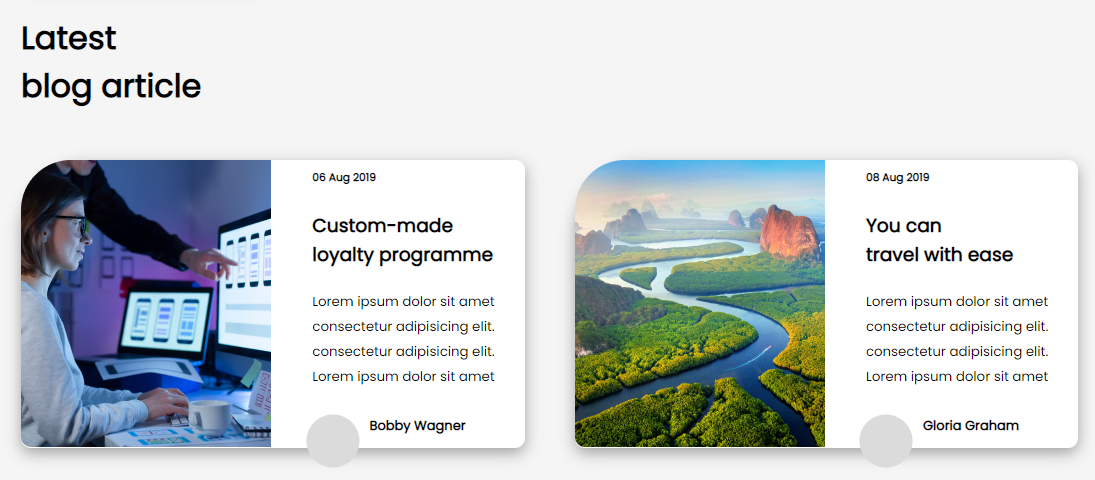 Latest
blog article
06 Aug 2019
Custom-made
loyalty programme
Lorem ipsum dolor sit amet
consectetur adipisicing elit.
consectetur adipisicing elit.
Lorem ipsum dolor sit amet
Bobby Wagner
08 Aug 2019
You can
travel with ease
Lorem ipsum dolor sit amet
consectetur adipisicing elit.
consectetur adipisicing elit.
Lorem ipsum dolor sit amet
Gloria Graham